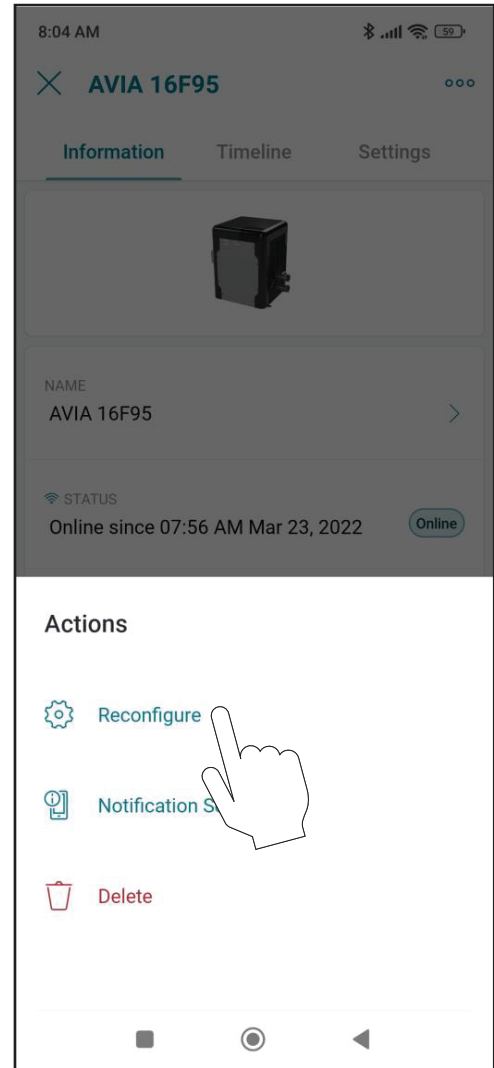 8:04 AM
59
AVIA 16F95
Information Timeline Settings
NAME
AVIA 16F95
STATUS
Online since 07:56 AM Mar 23, 2022 Online
Actions
Reconfigure
Notification
Delete